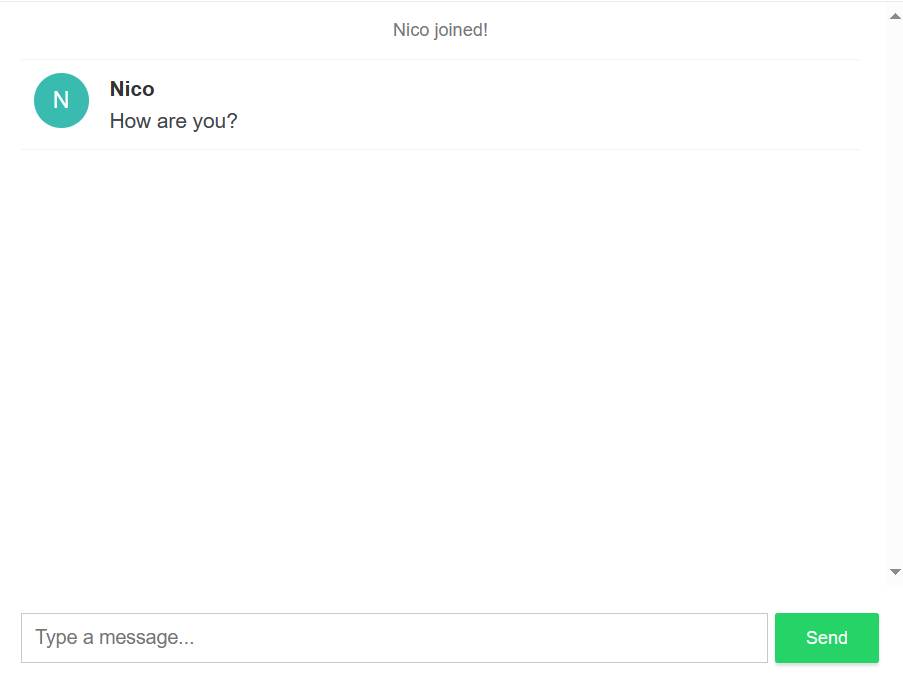 Nico joined!
N
Nico
How are you?
Type a message...
Send